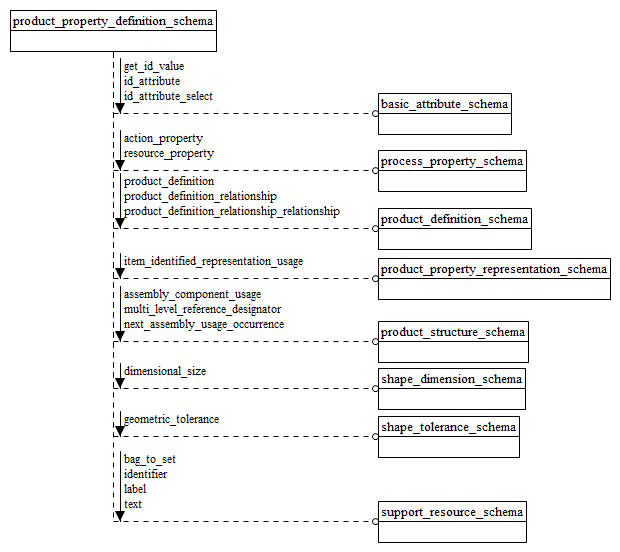 product_property_definition_schema
get_id_value
id_attribute
id_attribute_select
basic_attribute_schema
action_property
resource_property
process_property_schema
product_definition
product_definition_relationship
product_definition_relationship_relationship
product_definition_schema
item_identified_representation_usage
product_property_representation_schema
assembly_component_usage
multi_level_reference_designator
next_assembly_usage_occurrence
product_structure_schema
dimensional_size
shape_dimension_schema
geometric_tolerance
shape_tolerance_schema
bag_to_set
identifier
label
text
support_resource_schema